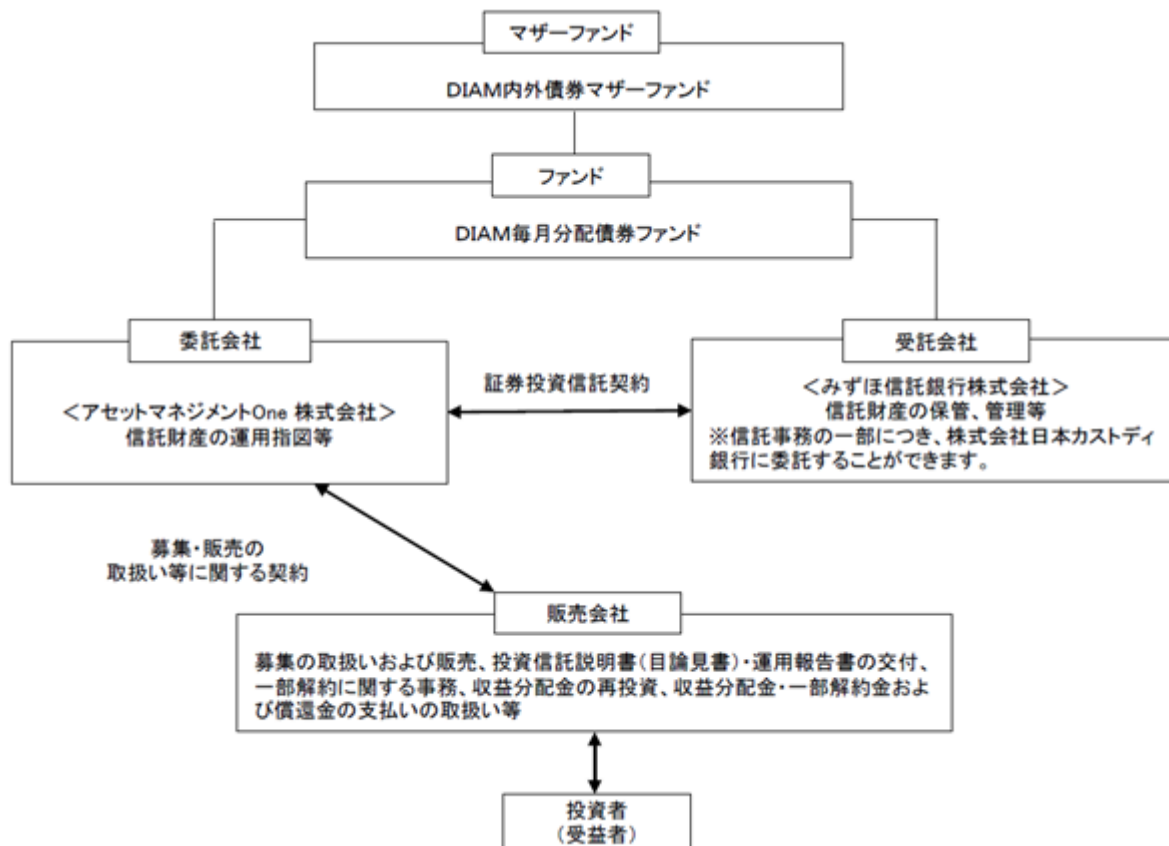 マザーファンド
DIAM内外債券マザーファンド
ファンド
DIAM毎月分配債券ファンド
委託会社
<アセットマネジメントOne 株式会社>
信託財産の運用指図等
証券投資信託契約
受託会社
<みずほ信託銀行株式会社>
信託財産の保管、管理等
※信託事務の一部につき、株式会社日本カストディ
銀行に委託することができます。
募集・販売の
取扱い等に関する契約
販売会社
募集の取扱いおよび販売、投資信託説明書(目論見書)・運用報告書の交付、
一部解約に関する事務、収益分配金の再投資、収益分配金・一部解約金およ
び償還金の支払いの取扱い等
投資者
(受益者)